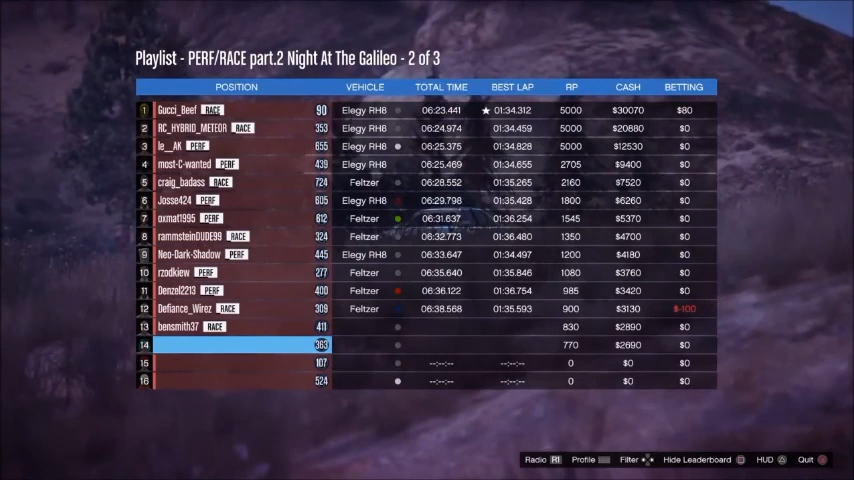 Playlist - PERF/RACE part.2 Night At The Galileo - 2 of 3
POSITION VEHICLE TOTAL TIME BEST LAP RP CASH BETTING
1 Gucci_Beef RACE 90 Elegy RH8 06:23.441 ★ 01:34.312 5000 $30070 $80
2 RC_HYBRID_METEOR RACE 353 Elegy RH8 06:24.974 01:34.459 5000 $20880 $0
3 le__AK PERF 655 Elegy RH8 06:25.375 01:34.828 5000 $12530 $0
4 most-C-wanted PERF 439 Elegy RH8 06:25.469 01:34.655 2705 $9400 $0
5 craig_badass RACE 724 Feltzer 06:28.552 01:35.265 2160 $7520 $0
6 Josse424 PERF 605 Elegy RH8 06:29.798 01:35.428 1800 $6260 $0
7 oxmat1995 PERF 612 Feltzer 06:31.637 01:36.254 1545 $5370 $0
8 rammsteinDUDE99 RACE 324 Feltzer 06:32.773 01:36.480 1350 $4700 $0
9 Neo-Dark-Shadow PERF 445 Elegy RH8 06:33.647 01:34.497 1200 $4180 $0
10 rzodkiew PERF 277 Feltzer 06:35.640 01:35.846 1080 $3760 $0
11 Denzel2213 PERF 400 Feltzer 06:36.122 01:36.754 985 $3420 $0
12 Defiance_Wirez RACE 309 Feltzer 06:38.568 01:35.593 900 $3130 $-100
13 bensmith37 RACE 411 830 $2890 $0
14 363 770 $2690 $0
15 107 --:--:-- --:--:-- 0 $0 $0
16 524 --:--:-- --:--:-- 0 $0 $0
Radio R1 Profile Filter Hide Leaderboard HUD Quit